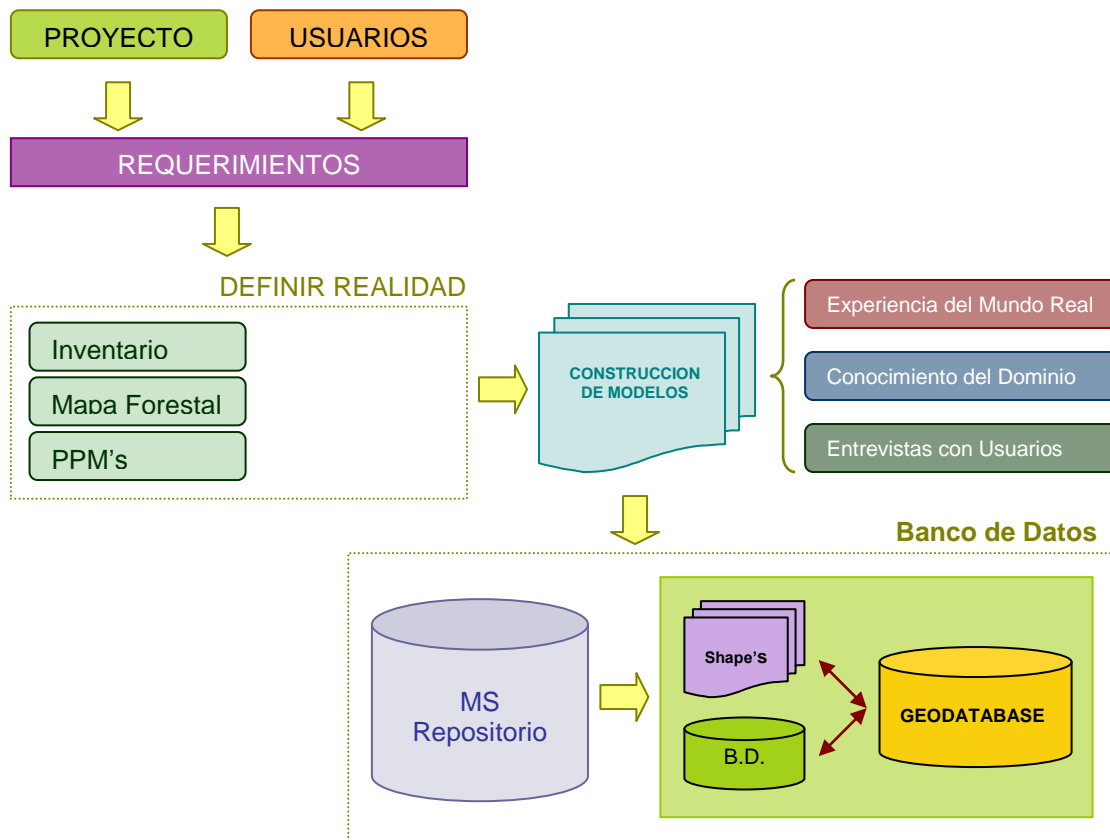 PROYECTO
USUARIOS
REQUERIMIENTOS
DEFINIR REALIDAD
Inventario
Mapa Forestal
PPM's
CONSTRUCCION
DE MODELOS
Experiencia del Mundo Real
Conocimiento del Dominio
Entrevistas con Usuarios
Banco de Datos
MS
Repositorio
Shape's
B.D.
GEODATABASE